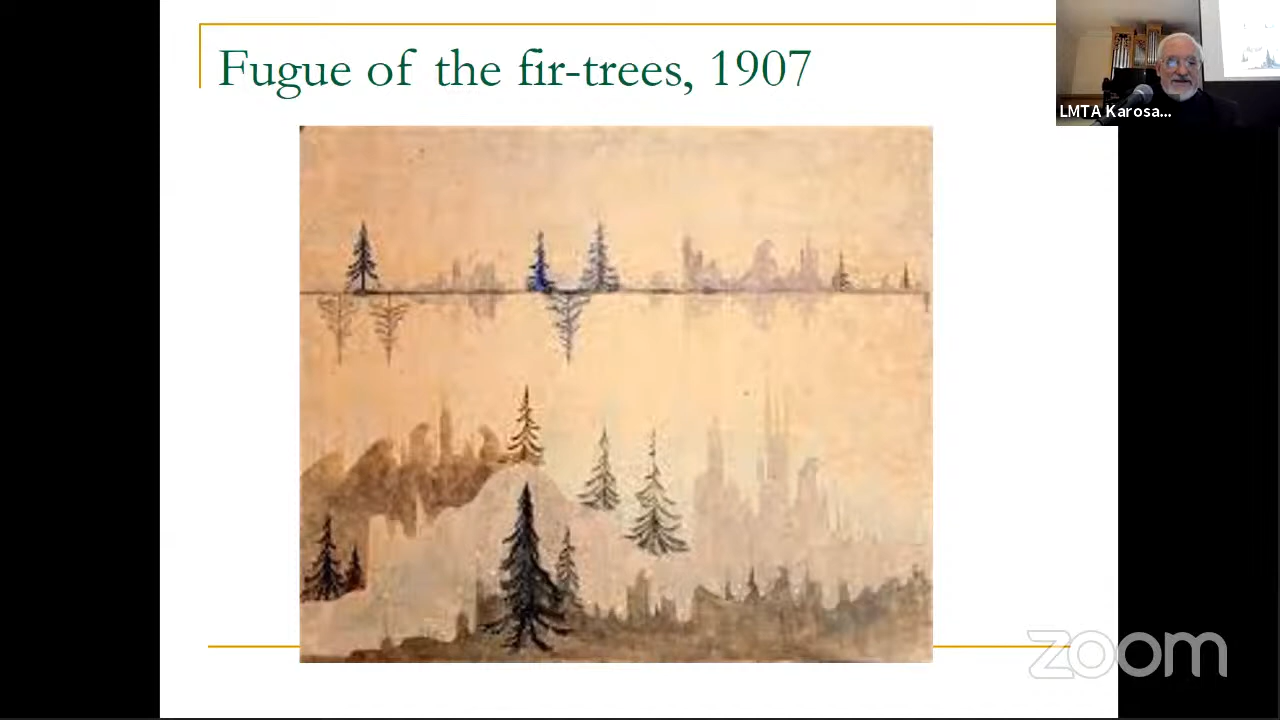 Fugue of the fir-trees, 1907
LMTA Karosa...
zoom